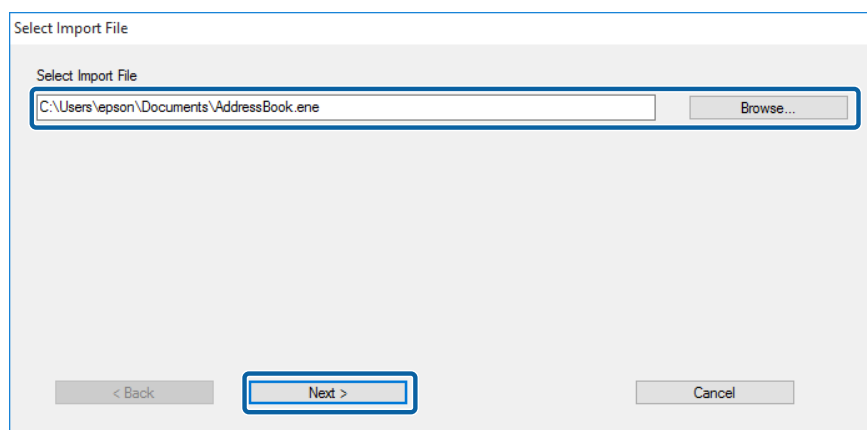 Select Import File
Select Import File
C:\Users\epson\Documents\AddressBook.ene Browse...
< Back Next > Cancel